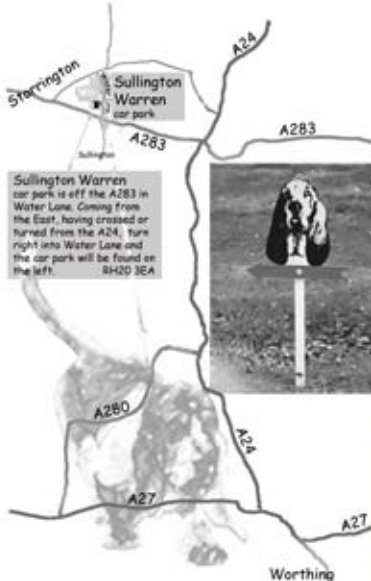 A24
Storrington
Sullington
Warren
car park
A283
A283
Sullington
Sullington Warren
car park is off the A283 in
Water Lane. Coming from
the East, having crossed or
turned from the A24, turn
right into Water Lane and
the car park will be found on
the left. RH20 3EA
A280
A24
A27
A27
Worthing